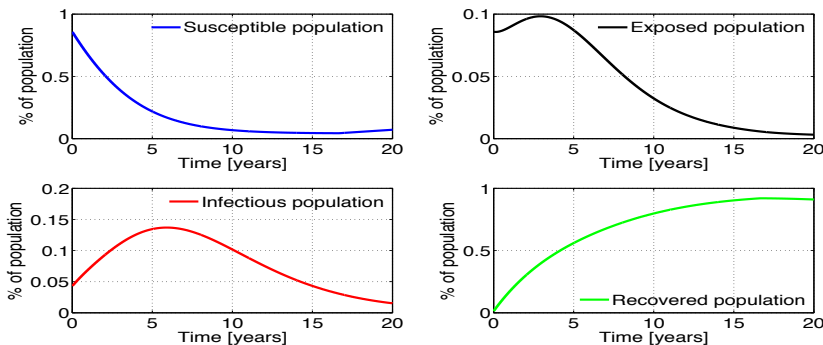 1
0.5
0
% of population
Susceptible population
0 5 10 15 20
Time [years]
0.1
0.05
0
% of population
Exposed population
0 5 10 15 20
Time [years]
0.2
0.15
0.1
0.05
0
% of population
Infectious population
0 5 10 15 20
Time [years]
1
0.5
0
% of population
Recovered population
0 5 10 15 20
Time [years]